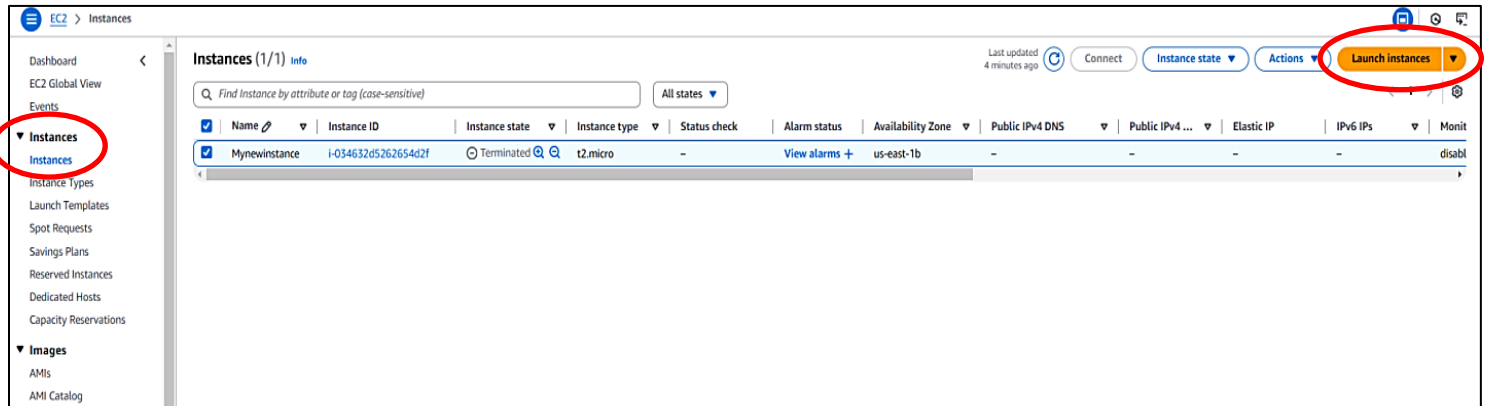 EC2 > Instances
Dashboard
EC2 Global View
Events
Instances
Instances
Instance Types
Launch Templates
Spot Requests
Savings Plans
Reserved Instances
Dedicated Hosts
Capacity Reservations
Images
AMIs
AMI Catalog
Instances (1/1) Info
Last updated
4 minutes ago
Connect
Instance state
Actions
Launch instances
Find Instance by attribute or tag (case-sensitive)
All states
Name Instance ID Instance state Instance type Status check Alarm status Availability Zone Public IPv4 DNS Public IPv4 ... Elastic IP IPv6 IPs Monit
Mynewinstance i-034632d5262654d2f Terminated t2.micro – View alarms + us-east-1b – – – – disabl